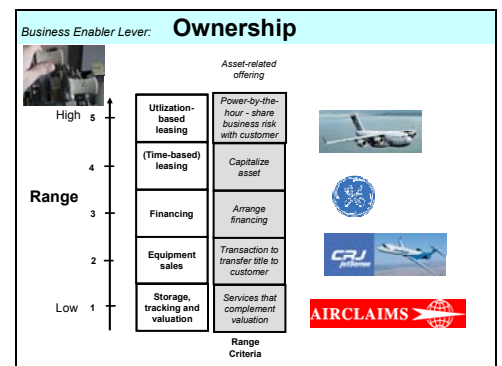 Business Enabler Lever: Ownership
Asset-related
offering
High 5
Utlization-
based
leasing
Power-by-the-
hour - share
business risk
with customer
4
(Time-based)
leasing
Capitalize
asset
Range
3
Financing
Arrange
financing
2
Equipment
sales
Transaction to
transfer title to
customer
CRJ
jetSense
Low 1
Storage,
tracking and
valuation
Services that
complement
valuation
AIRCLAIMS
Range
Criteria